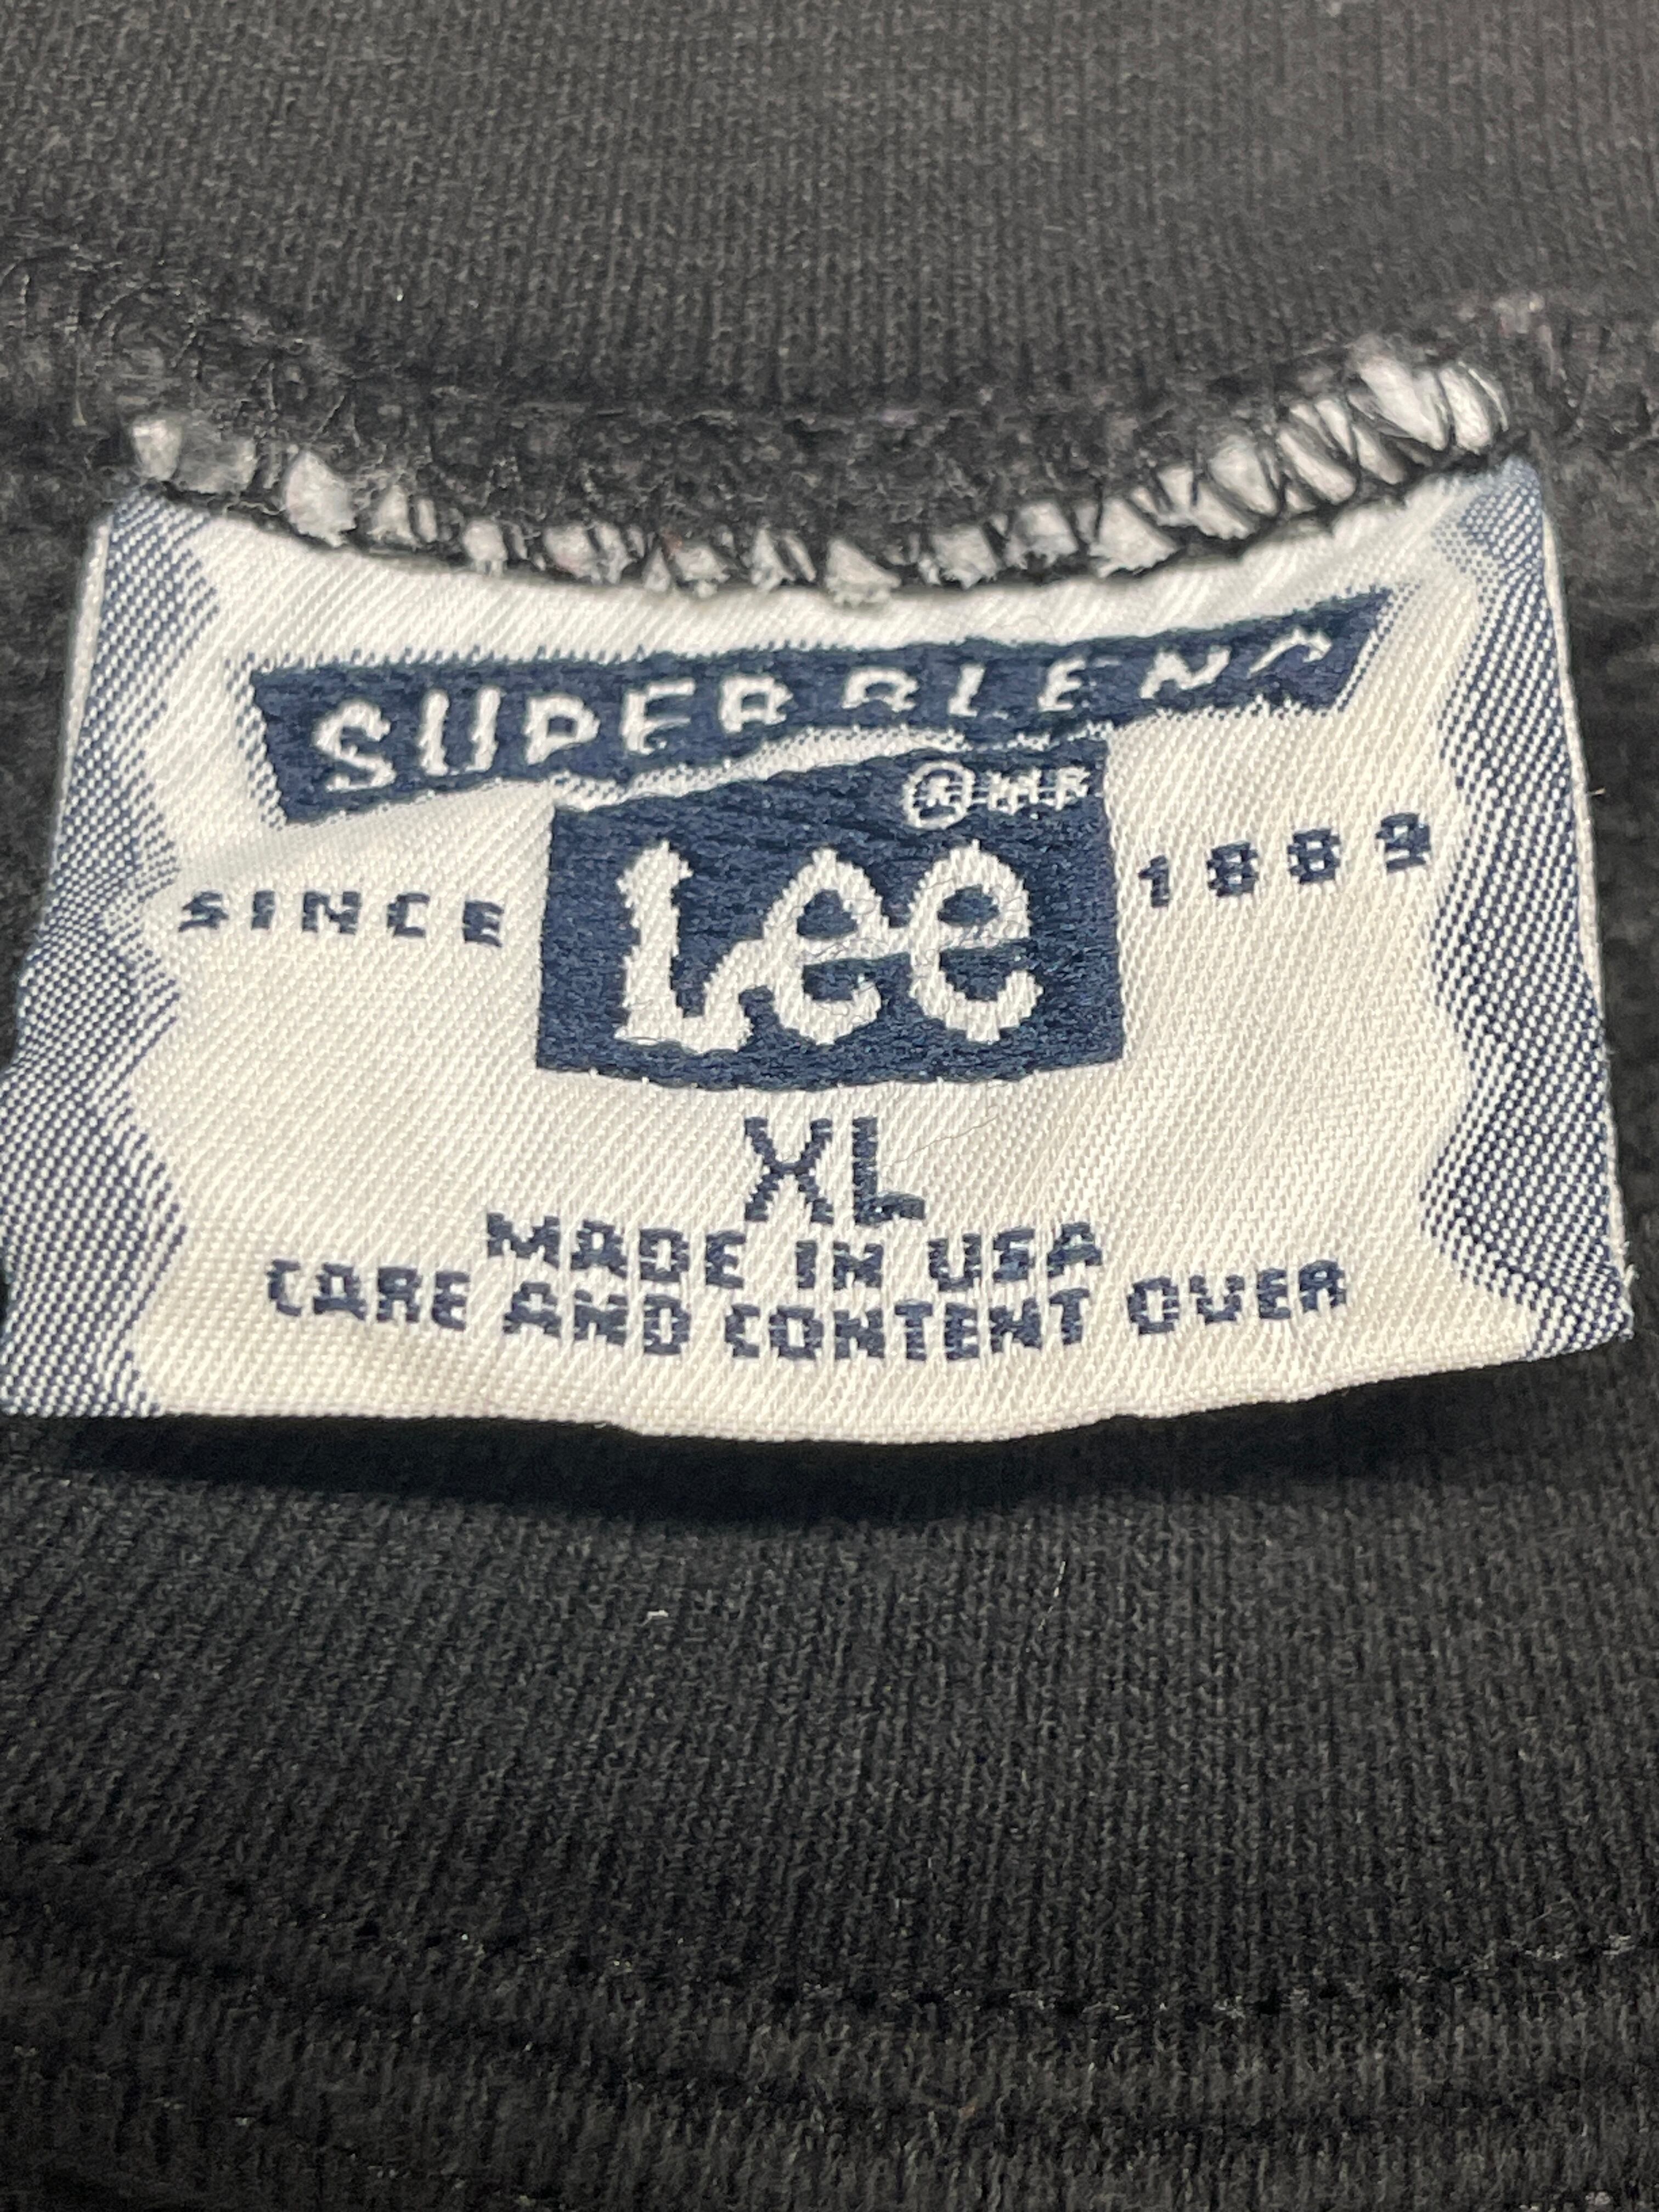 SUPER BLEND
® MR
SINCE Lee 1889
XL
MADE IN USA
CARE AND CONTENT OVER